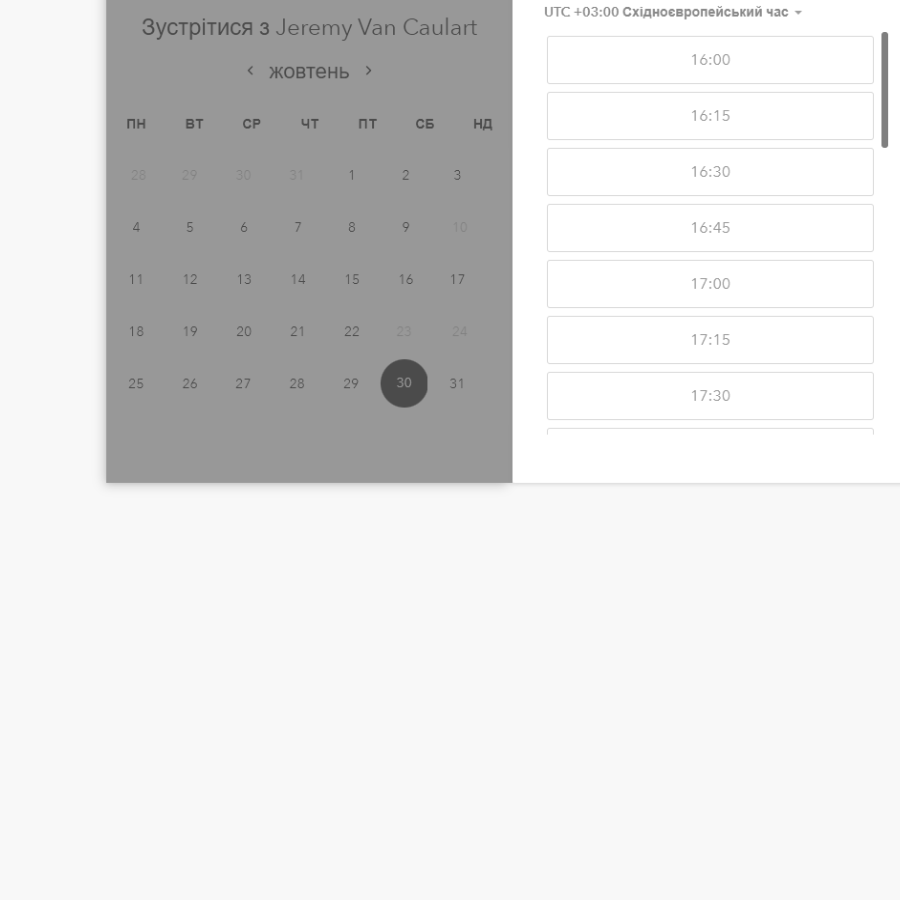 Зустрітися з Jeremy Van Caulart
‹ жовтень ›
ПН ВТ СР ЧТ ПТ СБ НД
28 29 30 31 1 2 3
4 5 6 7 8 9 10
11 12 13 14 15 16 17
18 19 20 21 22 23 24
25 26 27 28 29 30 31
UTC +03:00 Східноєвропейський час
16:00
16:15
16:30
16:45
17:00
17:15
17:30